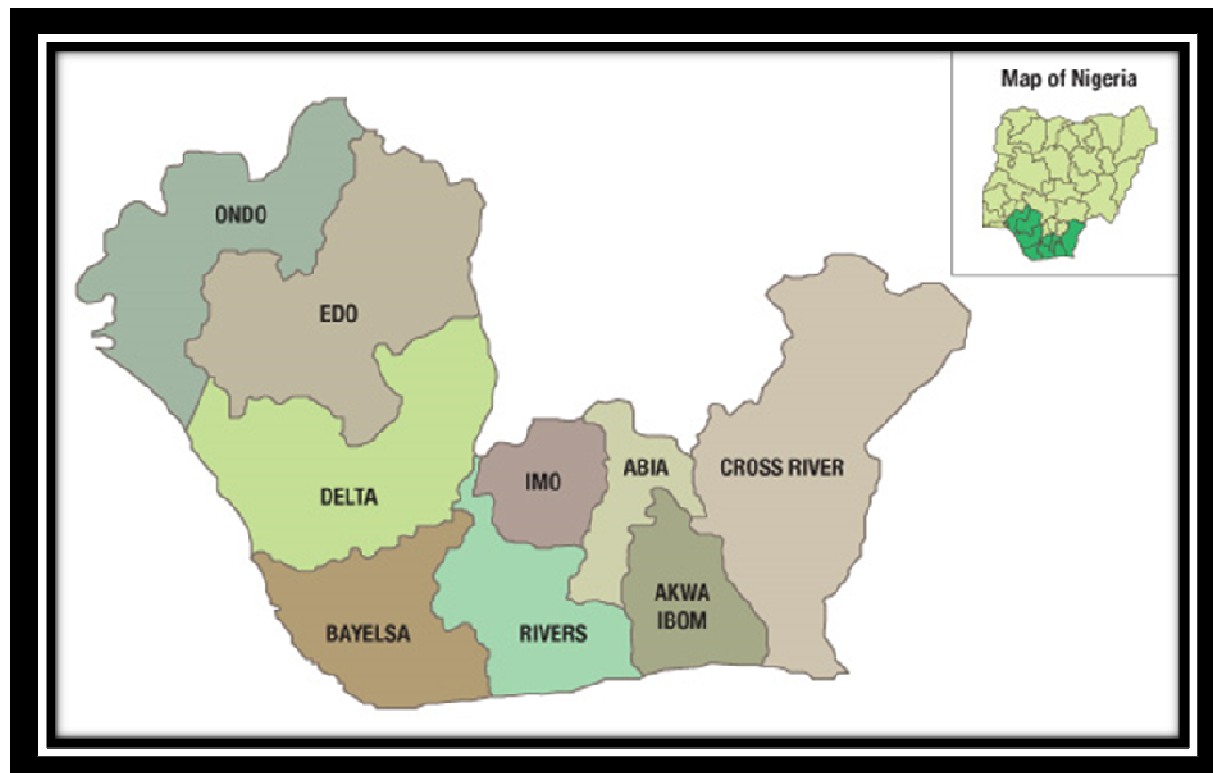 Map of Nigeria
ONDO
EDO
DELTA
IMO
ABIA
CROSS RIVER
AKWA
IBOM
BAYELSA
RIVERS